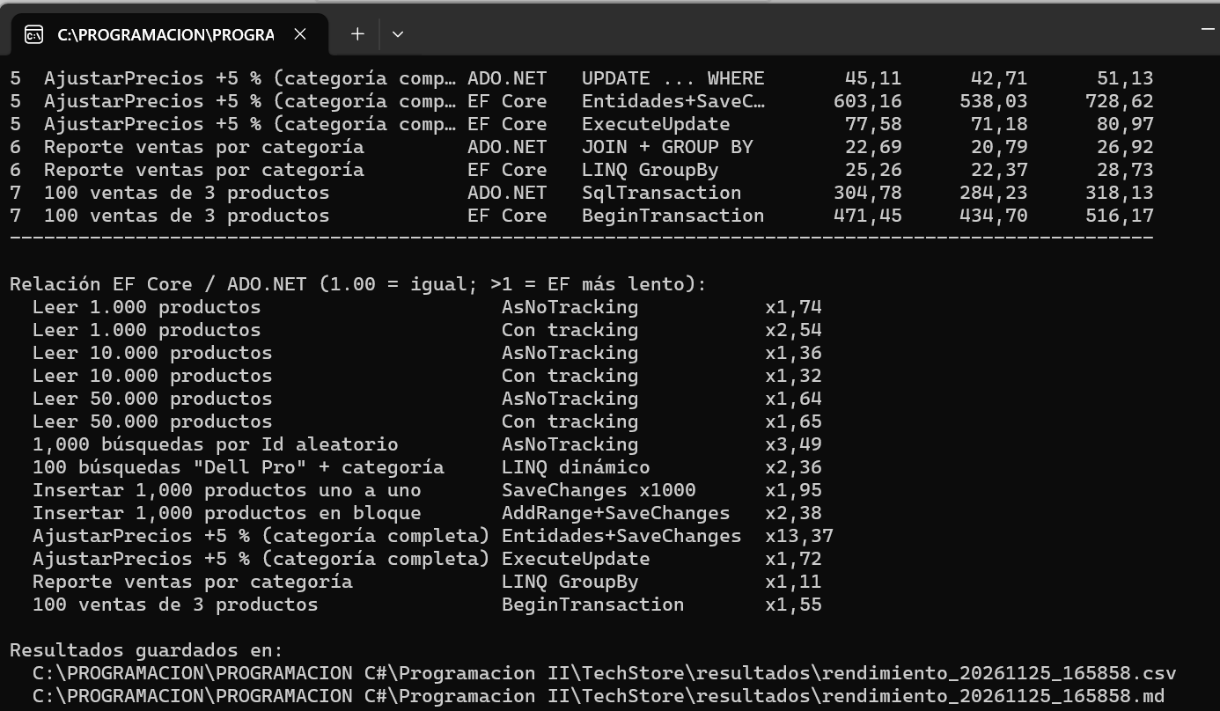 C:\PROGRAMACION\PROGRA
5 AjustarPrecios +5 % (categoría comp… ADO.NET UPDATE ... WHERE 45,11 42,71 51,13
5 AjustarPrecios +5 % (categoría comp… EF Core Entidades+SaveC… 603,16 538,03 728,62
5 AjustarPrecios +5 % (categoría comp… EF Core ExecuteUpdate 77,58 71,18 80,97
6 Reporte ventas por categoría ADO.NET JOIN + GROUP BY 22,69 20,79 26,92
6 Reporte ventas por categoría EF Core LINQ GroupBy 25,26 22,37 28,73
7 100 ventas de 3 productos ADO.NET SqlTransaction 304,78 284,23 318,13
7 100 ventas de 3 productos EF Core BeginTransaction 471,45 434,70 516,17
----------------------------------------------------------------------------------------------------
Relación EF Core / ADO.NET (1.00 = igual; >1 = EF más lento):
Leer 1.000 productos AsNoTracking x1,74
Leer 1.000 productos Con tracking x2,54
Leer 10.000 productos AsNoTracking x1,36
Leer 10.000 productos Con tracking x1,32
Leer 50.000 productos AsNoTracking x1,64
Leer 50.000 productos Con tracking x1,65
1,000 búsquedas por Id aleatorio AsNoTracking x3,49
100 búsquedas "Dell Pro" + categoría LINQ dinámico x2,36
Insertar 1,000 productos uno a uno SaveChanges x1000 x1,95
Insertar 1,000 productos en bloque AddRange+SaveChanges x2,38
AjustarPrecios +5 % (categoría completa) Entidades+SaveChanges x13,37
AjustarPrecios +5 % (categoría completa) ExecuteUpdate x1,72
Reporte ventas por categoría LINQ GroupBy x1,11
100 ventas de 3 productos BeginTransaction x1,55
Resultados guardados en:
C:\PROGRAMACION\PROGRAMACION C#\Programacion II\TechStore\resultados\rendimiento_20261125_165858.csv
C:\PROGRAMACION\PROGRAMACION C#\Programacion II\TechStore\resultados\rendimiento_20261125_165858.md